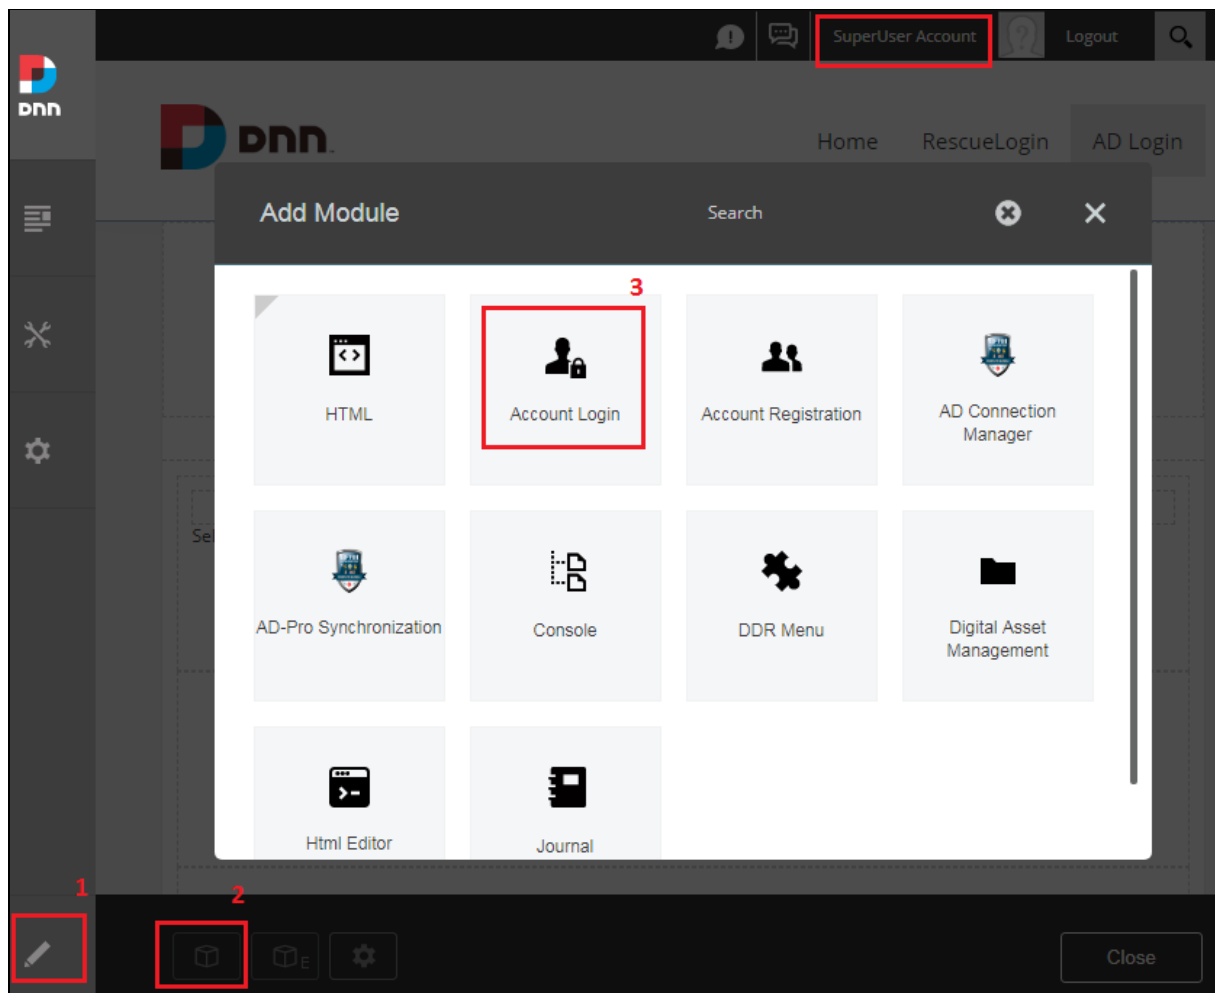 SuperUser Account
Logout
DNN
DNN
Home
RescueLogin
AD Login
Add Module
Search
3
HTML
Account Login
Account Registration
AD Connection
Manager
Sel
AD-Pro Synchronization
Console
DDR Menu
Digital Asset
Management
Html Editor
Journal
1
2
E
Close